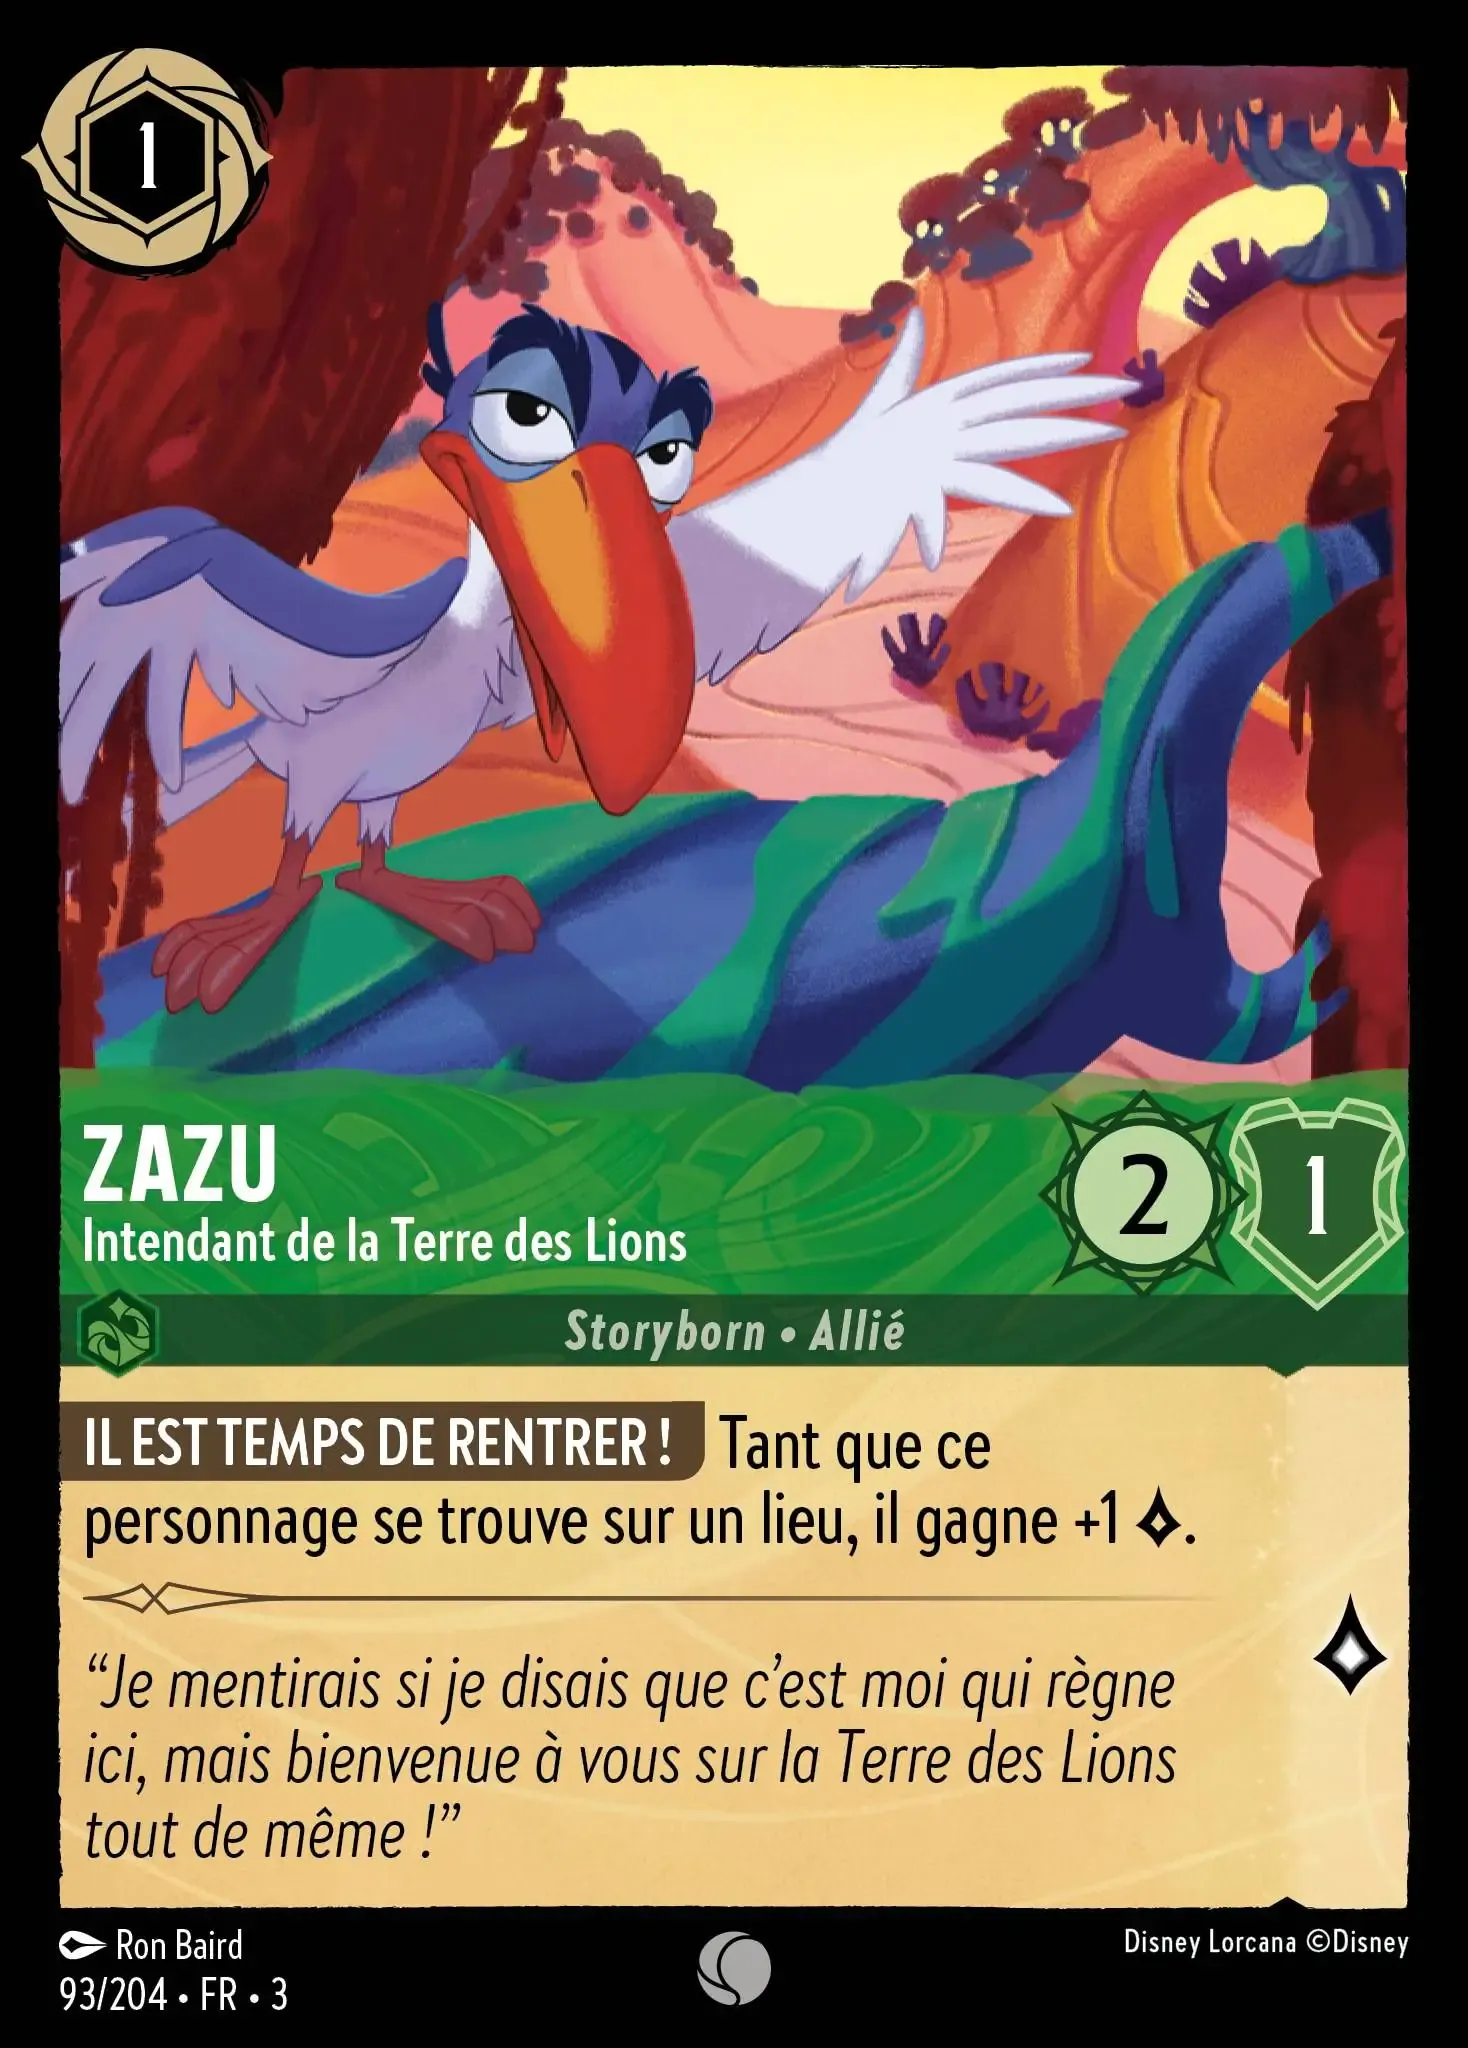 1
ZAZU
Intendant de la Terre des Lions
2
1
Storyborn • Allié
IL EST TEMPS DE RENTRER ! Tant que ce
personnage se trouve sur un lieu, il gagne +1 .
“Je mentirais si je disais que c’est moi qui règne
ici, mais bienvenue à vous sur la Terre des Lions
tout de même !”
Ron Baird
Disney Lorcana ©Disney
93/204 • FR • 3